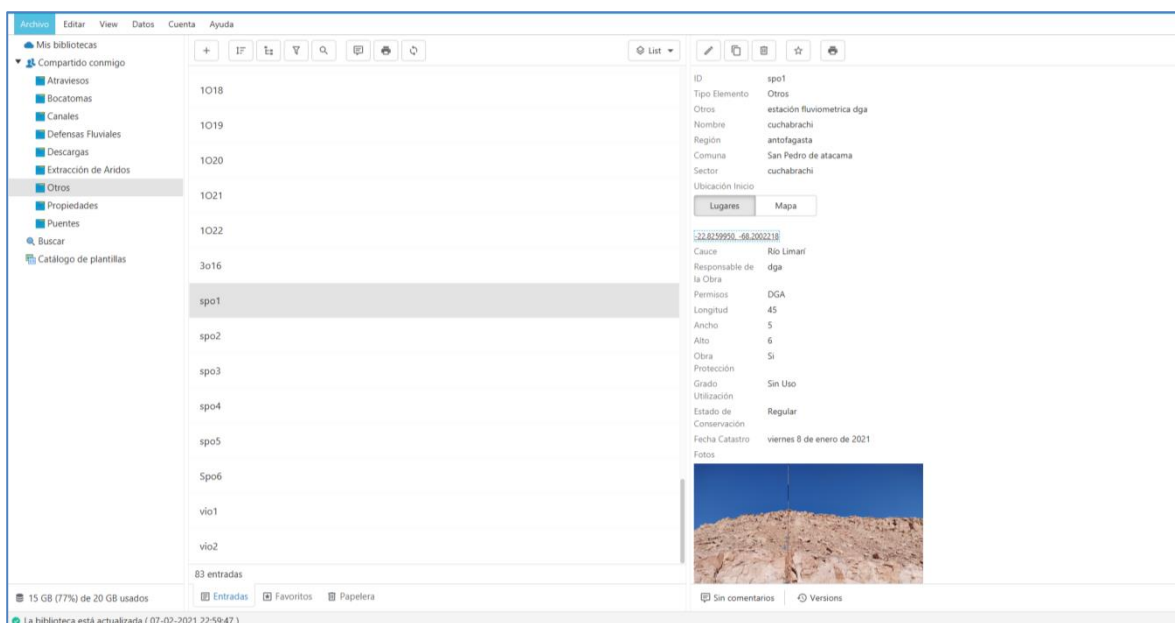 Archivo Editar View Datos Cuenta Ayuda
Mis bibliotecas
Compartido conmigo
Atraviesos
Bocatomas
Canales
Defensas Fluviales
Descargas
Extracción de Aridos
Otros
Propiedades
Puentes
Buscar
Catálogo de plantillas
15 GB (77%) de 20 GB usados
List
1O18
1O19
1O20
1O21
1O22
3o16
spo1
spo2
spo3
spo4
spo5
Spo6
vio1
vio2
83 entradas
Entradas Favoritos Papelera
ID spo1
Tipo Elemento Otros
Otros estación fluviometrica dga
Nombre cuchabrachi
Región antofagasta
Comuna San Pedro de atacama
Sector cuchabrachi
Ubicación Inicio
Lugares Mapa
-22.8259950, -68.2002218
Cauce Río Limarí
Responsable de dga
la Obra
Permisos DGA
Longitud 45
Ancho 5
Alto 6
Obra Si
Protección
Grado Sin Uso
Utilización
Estado de Regular
Conservación
Fecha Catastro viernes 8 de enero de 2021
Fotos
Sin comentarios Versions
La biblioteca está actualizada ( 07-02-2021 22:59:47 )